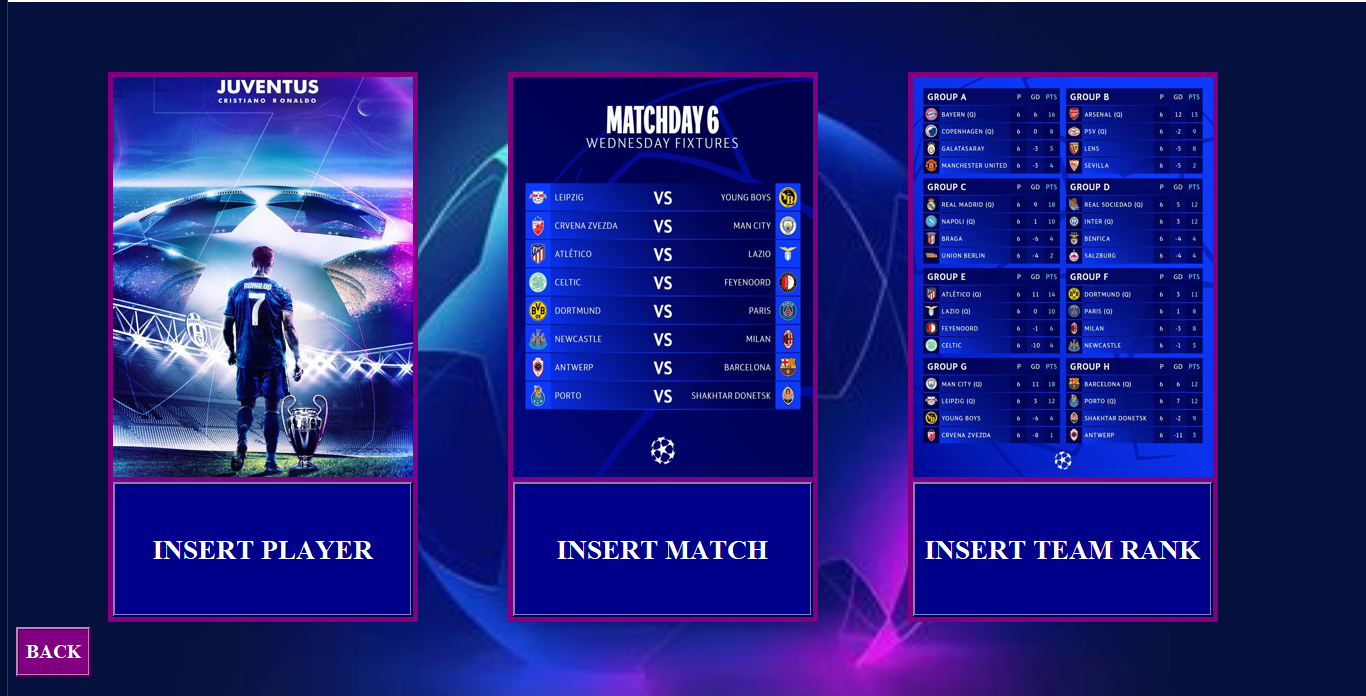 JUVENTUS
CRISTIANO RONALDO
RONALDO
7
INSERT PLAYER
MATCHDAY 6
WEDNESDAY FIXTURES
LEIPZIG VS YOUNG BOYS
CRVENA ZVEZDA VS MAN CITY
ATLÉTICO VS LAZIO
CELTIC VS FEYENOORD
DORTMUND VS PARIS
NEWCASTLE VS MILAN
ANTWERP VS BARCELONA
PORTO VS SHAKHTAR DONETSK
INSERT MATCH
GROUP A P GD PTS
BAYERN (Q) 6 6 16
COPENHAGEN (Q) 6 0 8
GALATASARAY 6 -3 5
MANCHESTER UNITED 6 -3 4
GROUP B P GD PTS
ARSENAL (Q) 6 12 13
PSV (Q) 6 -2 9
LENS 6 -5 8
SEVILLA 6 -5 2
GROUP C P GD PTS
REAL MADRID (Q) 6 9 18
NAPOLI (Q) 6 1 10
BRAGA 6 -6 4
UNION BERLIN 6 -4 2
GROUP D P GD PTS
REAL SOCIEDAD (Q) 6 5 12
INTER (Q) 6 3 12
BENFICA 6 -4 4
SALZBURG 6 -4 4
GROUP E P GD PTS
ATLÉTICO (Q) 6 11 14
LAZIO (Q) 6 0 10
FEYENOORD 6 -1 6
CELTIC 6 -10 4
GROUP F P GD PTS
DORTMUND (Q) 6 3 11
PARIS (Q) 6 1 8
MILAN 6 -3 8
NEWCASTLE 6 -1 5
GROUP G P GD PTS
MAN CITY (Q) 6 11 18
LEIPZIG (Q) 6 3 12
YOUNG BOYS 6 -6 4
CRVENA ZVEZDA 6 -8 1
GROUP H P GD PTS
BARCELONA (Q) 6 6 12
PORTO (Q) 6 7 12
SHAKHTAR DONETSK 6 -2 9
ANTWERP 6 -11 3
INSERT TEAM RANK
BACK